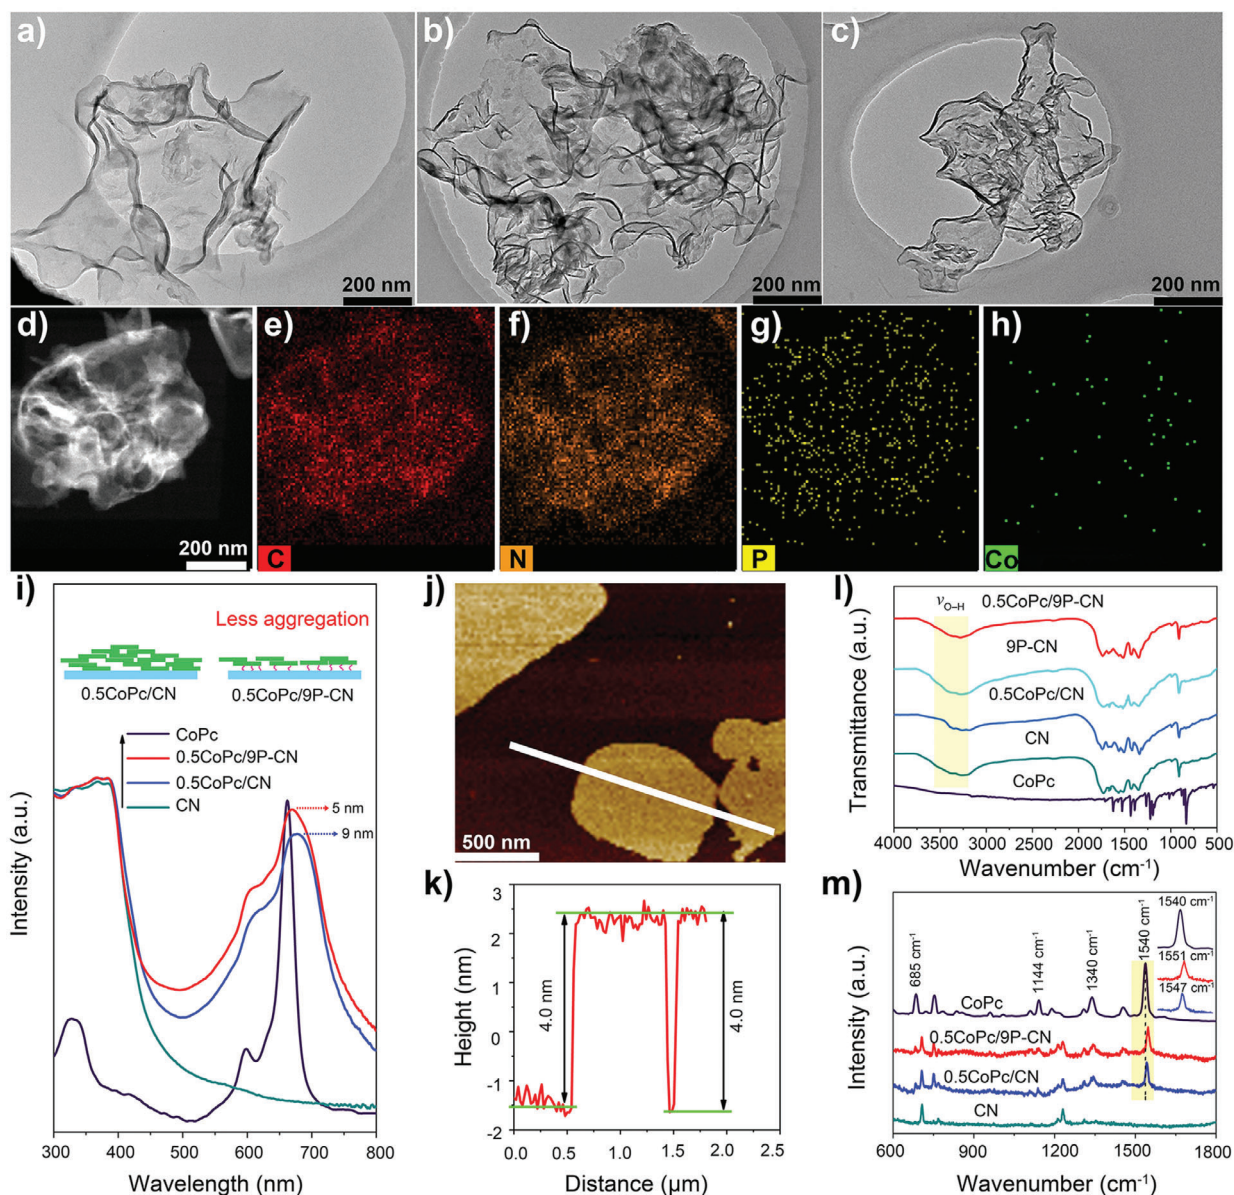 a)
200 nm
b)
200 nm
c)
200 nm
d)
200 nm
e)
C
f)
N
g)
P
h)
Co
i)
Less aggregation
0.5CoPc/CN
0.5CoPc/9P-CN
CoPc
0.5CoPc/9P-CN
0.5CoPc/CN
CN
5 nm
9 nm
Intensity (a.u.)
300 400 500 600 700 800
Wavelength (nm)
j)
500 nm
k)
3
2
1
0
-1
-2
4.0 nm
4.0 nm
Height (nm)
0.0 0.5 1.0 1.5 2.0 2.5
Distance (μm)
l)
νO–H
0.5CoPc/9P-CN
9P-CN
0.5CoPc/CN
CN
CoPc
Transmittance (a.u.)
4000 3500 3000 2500 2000 1500 1000 500
Wavenumber (cm⁻¹)
m)
685 cm⁻¹
1144 cm⁻¹
1340 cm⁻¹
1540 cm⁻¹
1540 cm⁻¹
1551 cm⁻¹
1547 cm⁻¹
CoPc
0.5CoPc/9P-CN
0.5CoPc/CN
CN
Intensity (a.u.)
600 900 1200 1500 1800
Wavenumber (cm⁻¹)